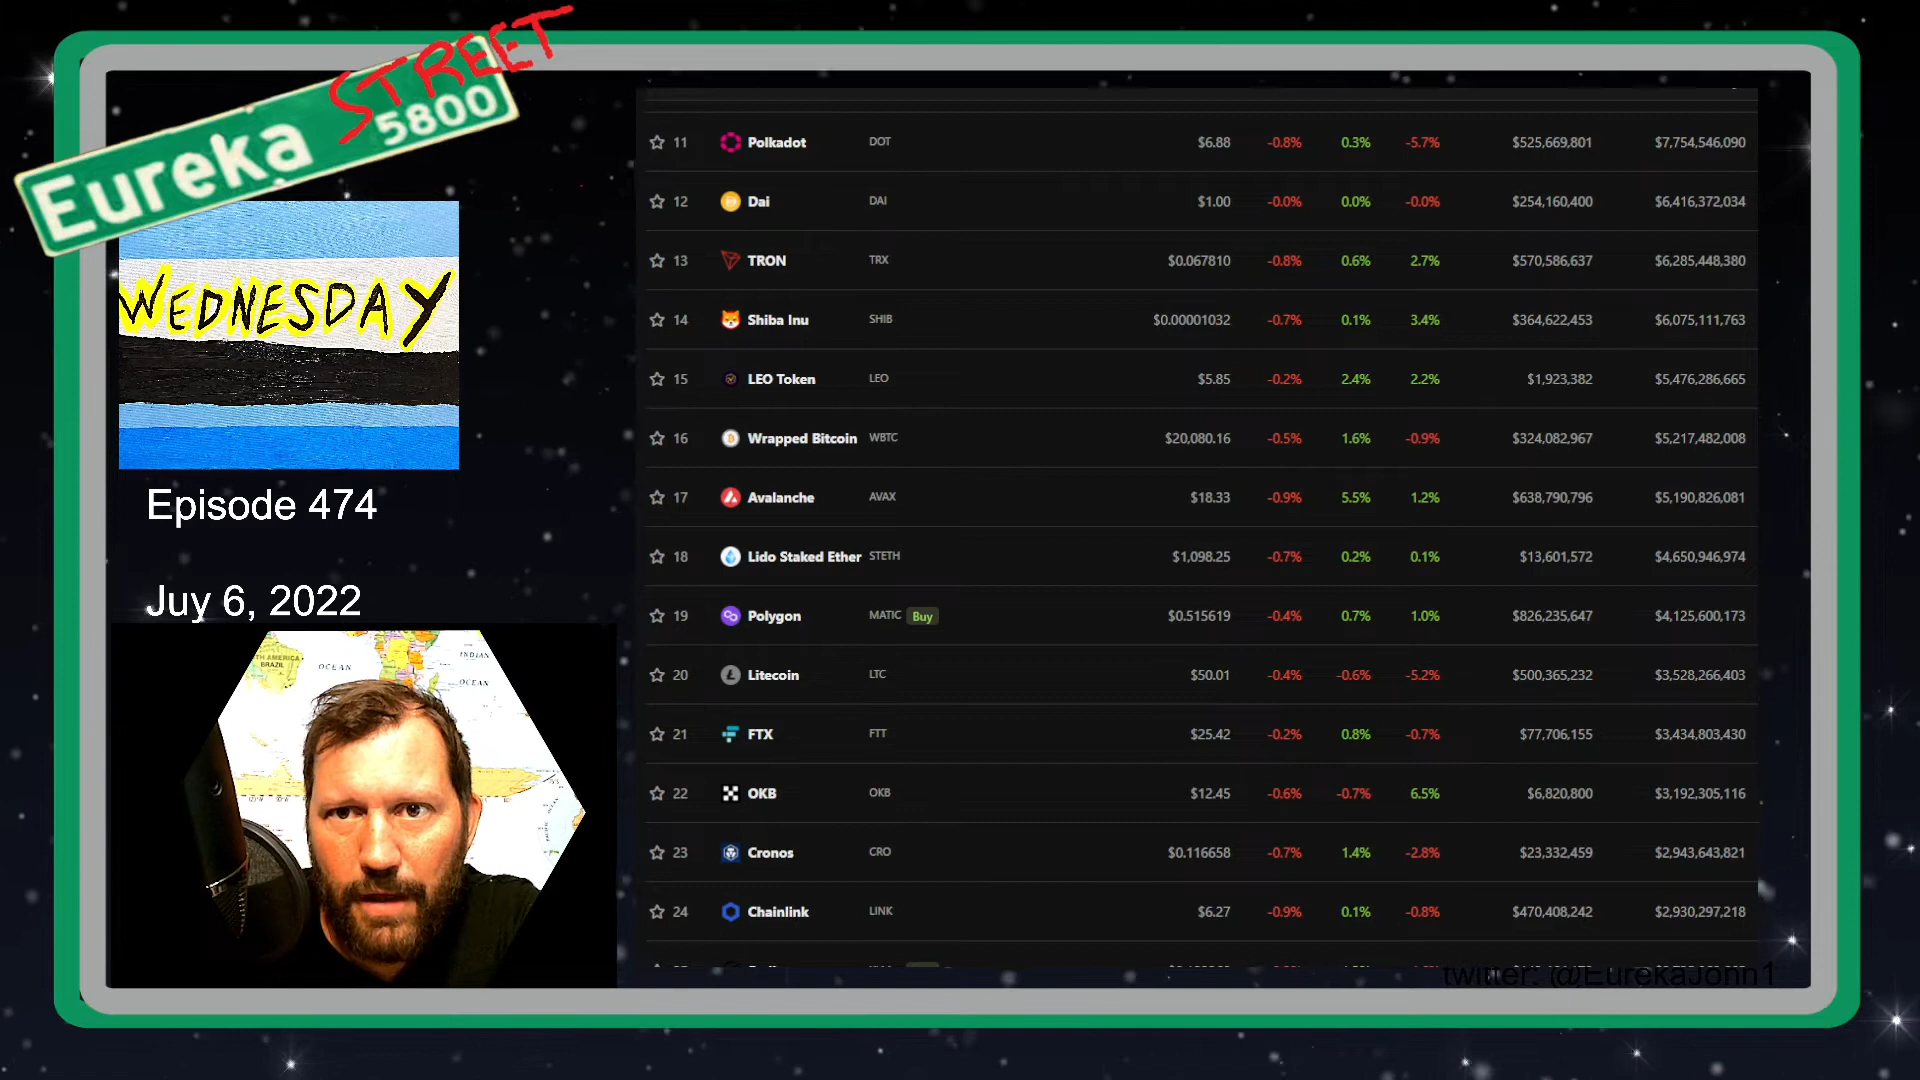 STREET
5800
Eureka
WEDNESDAY
Episode 474
Juy 6, 2022
BRAZIL
OCEAN
INDIAN
OCEAN
11 Polkadot DOT $6.88 -0.8% 0.3% -5.7% $525,669,801 $7,754,546,090
12 Dai DAI $1.00 -0.0% 0.0% -0.0% $254,160,400 $6,416,372,034
13 TRON TRX $0.067810 -0.8% 0.6% 2.7% $570,586,637 $6,285,448,380
14 Shiba Inu SHIB $0.00001032 -0.7% 0.1% 3.4% $364,622,453 $6,075,111,763
15 LEO Token LEO $5.85 -0.2% 2.4% 2.2% $1,923,382 $5,476,286,665
16 Wrapped Bitcoin WBTC $20,080.16 -0.5% 1.6% -0.9% $324,082,967 $5,217,482,008
17 Avalanche AVAX $18.33 -0.9% 5.5% 1.2% $638,790,796 $5,190,826,081
18 Lido Staked Ether STETH $1,098.25 -0.7% 0.2% 0.1% $13,601,572 $4,650,946,974
19 Polygon MATIC Buy $0.515619 -0.4% 0.7% 1.0% $826,235,647 $4,125,600,173
20 Litecoin LTC $50.01 -0.4% -0.6% -5.2% $500,365,232 $3,528,266,403
21 FTX FTT $25.42 -0.2% 0.8% -0.7% $77,706,155 $3,434,803,430
22 OKB OKB $12.45 -0.6% -0.7% 6.5% $6,820,800 $3,192,305,116
23 Cronos CRO $0.116658 -0.7% 1.4% -2.8% $23,332,459 $2,943,643,821
24 Chainlink LINK $6.27 -0.9% 0.1% -0.8% $470,408,242 $2,930,297,218
twitter: @EurekaJohn1